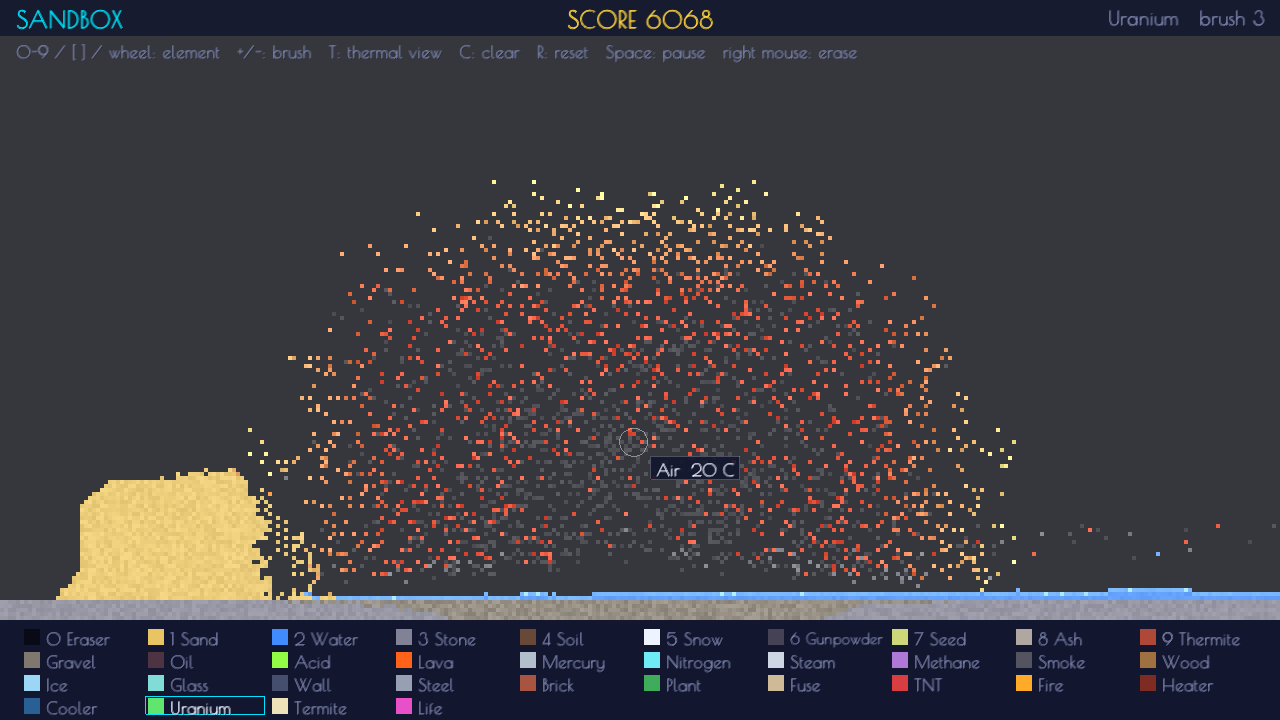 SANDBOX SCORE 6068 Uranium brush 3
0-9 / [ ] / wheel: element +/-: brush T: thermal view C: clear R: reset Space: pause right mouse: erase
Air 20 C
0 Eraser 1 Sand 2 Water 3 Stone 4 Soil 5 Snow 6 Gunpowder 7 Seed 8 Ash 9 Thermite
Gravel Oil Acid Lava Mercury Nitrogen Steam Methane Smoke Wood
Ice Glass Wall Steel Brick Plant Fuse TNT Fire Heater
Cooler Uranium Termite Life